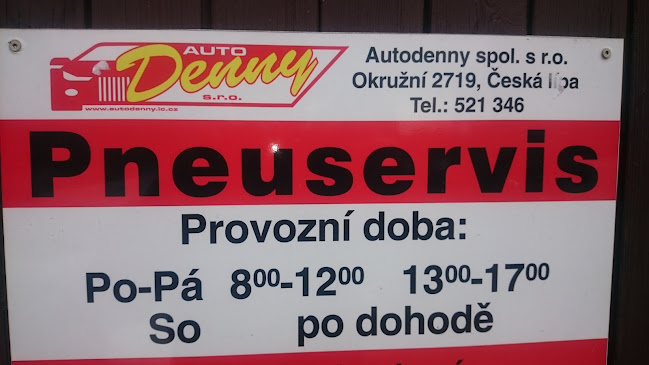 AUTO
Denny
s.r.o.
www.autodenny.ic.cz
Autodenny spol. s r.o.
Okružní 2719, Česká lípa
Tel.: 521 346
Pneuservis
Provozní doba:
Po-Pá 8⁰⁰-12⁰⁰ 13⁰⁰-17⁰⁰
So po dohodě